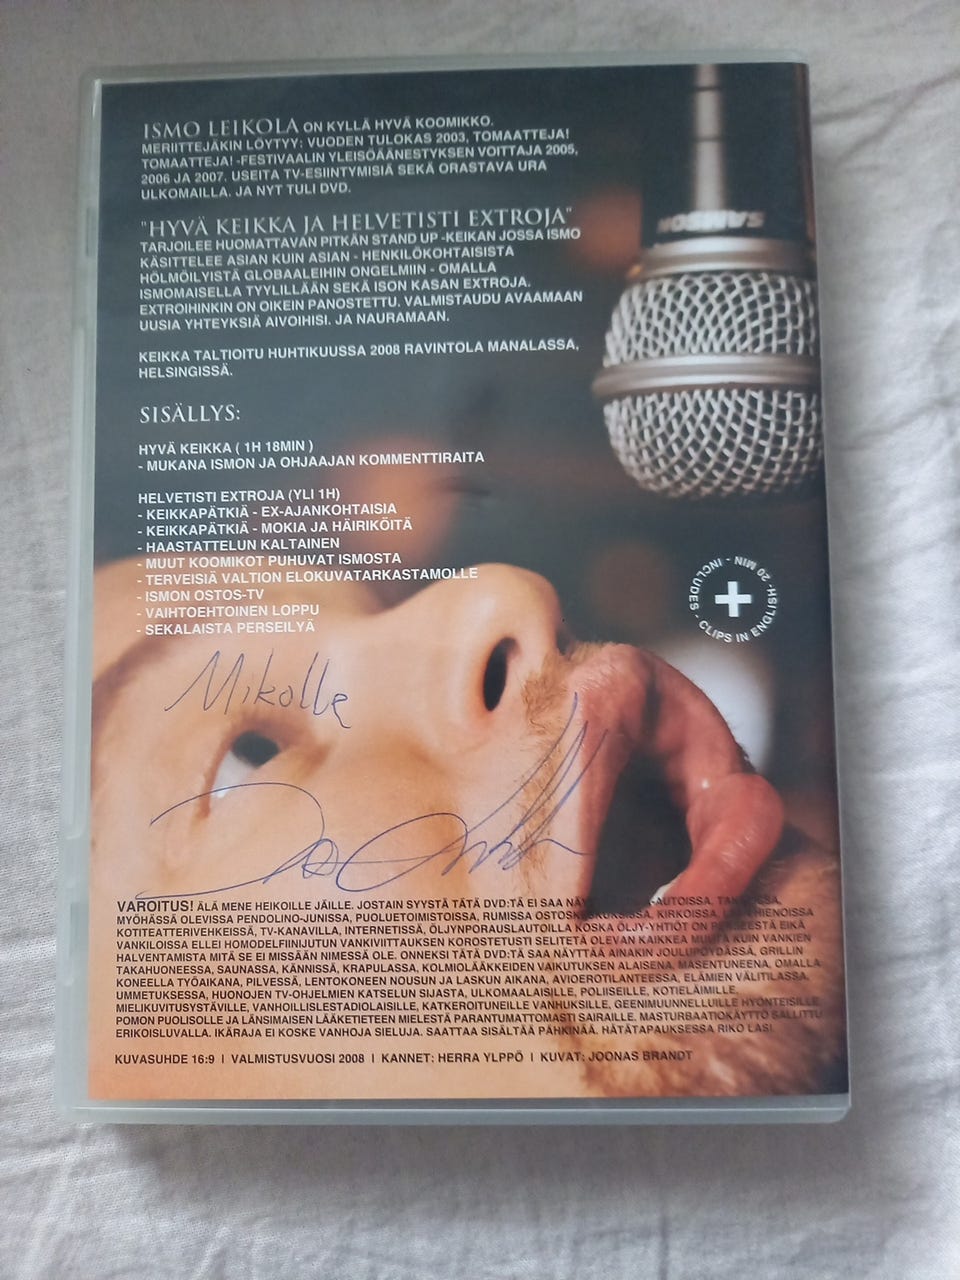 ISMO LEIKOLA ON KYLLÄ HYVÄ KOOMIKKO.
MERIITTEJÄKIN LÖYTYY: VUODEN TULOKAS 2003, TOMAATTEJA!
TOMAATTEJA! -FESTIVAALIN YLEISÖÄÄNESTYKSEN VOITTAJA 2005,
2006 JA 2007. USEITA TV-ESIINTYMISIÄ SEKÄ ORASTAVA URA
ULKOMAILLA. JA NYT TULI DVD.
"HYVÄ KEIKKA JA HELVETISTI EXTROJA"
TARJOILEE HUOMATTAVAN PITKÄN STAND UP -KEIKAN JOSSA ISMO
KÄSITTELEE ASIAN KUIN ASIAN - HENKILÖKOHTAISISTA
HÖLMÖILYISTÄ GLOBAALEIHIN ONGELMIIN - OMALLA
ISMOMAISELLA TYYLILLÄÄN SEKÄ ISON KASAN EXTROJA.
EXTROIHINKIN ON OIKEIN PANOSTETTU. VALMISTAUDU AVAAMAAN
UUSIA YHTEYKSIÄ AIVOIHISI. JA NAURAMAAN.
KEIKKA TALTIOITU HUHTIKUUSSA 2008 RAVINTOLA MANALASSA,
HELSINGISSÄ.
SISÄLLYS:
HYVÄ KEIKKA ( 1H 18MIN )
- MUKANA ISMON JA OHJAAJAN KOMMENTTIRAITA
HELVETISTI EXTROJA (YLI 1H)
- KEIKKAPÄTKIÄ - EX-AJANKOHTAISIA
- KEIKKAPÄTKIÄ - MOKIA JA HÄIRIKÖITÄ
- HAASTATTELUN KALTAINEN
- MUUT KOOMIKOT PUHUVAT ISMOSTA
- TERVEISIÄ VALTION ELOKUVATARKASTAMOLLE
- ISMON OSTOS-TV
- VAIHTOEHTOINEN LOPPU
- SEKALAISTA PERSEILYÄ
SAMSON
+
INCLUDES - CLIPS IN ENGLISH - 20 MIN -
Mikolle
VAROITUS! ÄLÄ MENE HEIKOILLE JÄILLE. JOSTAIN SYYSTÄ TÄTÄ DVD:TÄ EI SAA -AUTOISSA,
MYÖHÄSSÄ OLEVISSA PENDOLINO-JUNISSA, PUOLUETOIMISTOISSA, RUMISSA OSTOSKESKUKSISSA, KIRKOISSA, HIENOISSA
KOTITEATTERIVEHKEISSÄ, TV-KANAVILLA, INTERNETISSÄ, ÖLJYNPORAUSLAUTOILLA KOSKA ÖLJY-YHTIÖT ON PERSEESTÄ EIKÄ
VANKILOISSA ELLEI HOMODELFIINIJUTUN VANKIVITTAUKSEN KOROSTETUSTI SELITETÄ OLEVAN KAIKKEA MUUTA KUIN VANKIEN
HALVENTAMISTA MITÄ SE EI MISSÄÄN NIMESSÄ OLE. ONNEKSI TÄTÄ DVD:TÄ SAA NÄYTTÄÄ AINAKIN JOULUPÖYDÄSSÄ, GRILLIN
TAKAHUONEESSA, SAUNASSA, KÄNNISSÄ, KRAPULASSA, KOLMIOLÄÄKKEIDEN VAIKUTUKSEN ALAISENA, MASENTUNEENA, OMALLA
KONEELLA TYÖAIKANA, PILVESSÄ, LENTOKONEEN NOUSUN JA LASKUN AIKANA, AVIOEROTILANTEESSA, ELÄMIEN VÄLITILASSA,
UMMETUKSESSA, HUONOJEN TV-OHJELMIEN KATSELUN SIJASTA, ULKOMAALAISILLE, POLIISEILLE, KOTIELÄIMILLE,
MIELIKUVITUSYSTÄVILLE, VANHOILLISLESTADIOLAISILLE, KATKEROITUNEILLE VANHUKSILLE, GEENIMUUNNELLUILLE HYÖNTEISILLE,
POMON PUOLISOLLE JA LÄNSIMAISEN LÄÄKETIETEEN MIELESTÄ PARANTUMATTOMASTI SAIRAILLE. MASTURBAATIOKÄYTTÖ SALLITTU
ERIKOISLUVALLA. IKÄRAJA EI KOSKE VANHOJA SIELUJA. SAATTAA SISÄLTÄÄ PÄHKINÄÄ. HÄTÄTAPAUKSESSA RIKO LASI.
KUVASUHDE 16:9 I VALMISTUSVUOSI 2008 I KANNET: HERRA YLPPÖ I KUVAT: JOONAS BRANDT